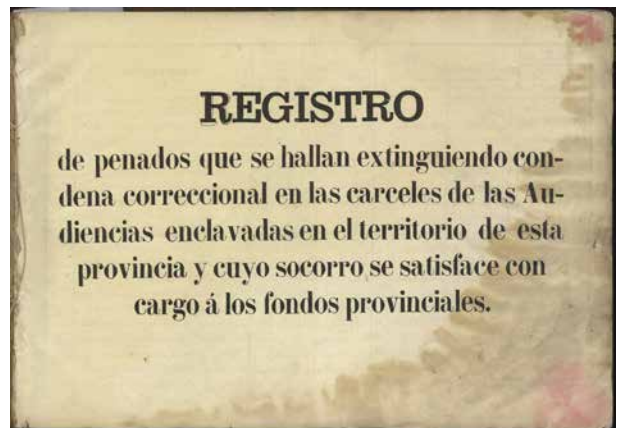 REGISTRO
de penados que se hallan extinguiendo con-
dena correccional en las carceles de las Au-
diencias enclavadas en el territorio de esta
provincia y cuyo socorro se satisface con
cargo á los fondos provinciales.